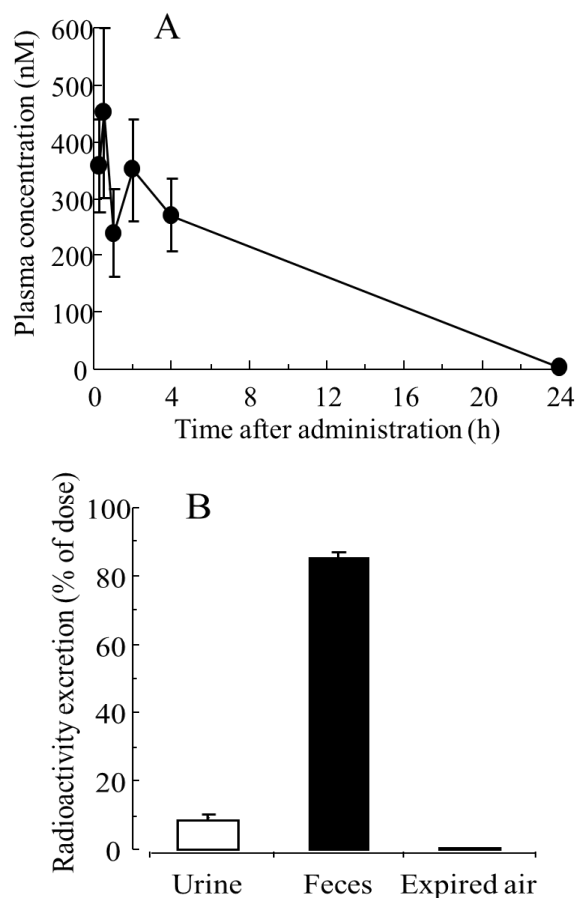 A
Plasma concentration (nM)
600
500
400
300
200
100
0
0 4 8 12 16 20 24
Time after administration (h)
B
Radioactivity excretion (% of dose)
100
80
60
40
20
0
Urine Feces Expired air